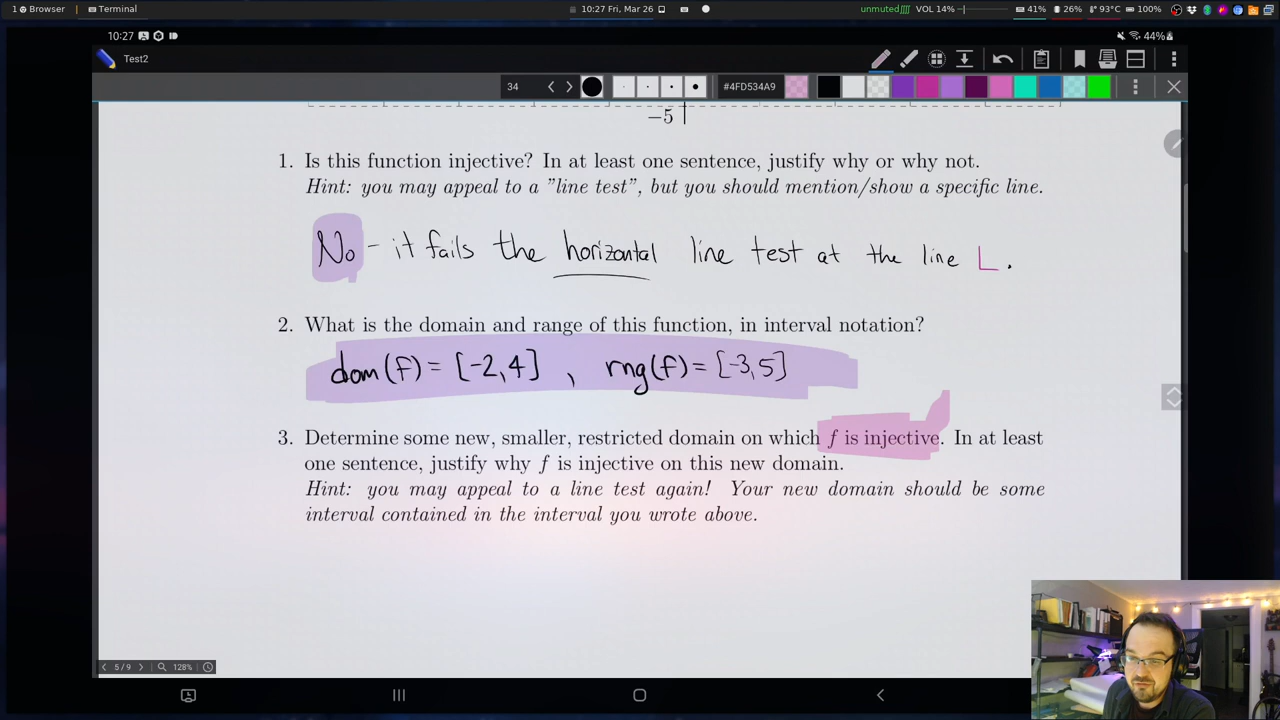 1 Browser Terminal 10:27 Fri, Mar 26 unmuted VOL 14% 41% 26% 93°C 100%
10:27 44%
Test2
34 #4FD534A9
−5
1. Is this function injective? In at least one sentence, justify why or why not.
Hint: you may appeal to a "line test", but you should mention/show a specific line.
No - it fails the horizontal line test at the line L.
2. What is the domain and range of this function, in interval notation?
dom(f) = [-2,4] , rng(f) = [-3,5]
3. Determine some new, smaller, restricted domain on which f is injective. In at least
one sentence, justify why f is injective on this new domain.
Hint: you may appeal to a line test again! Your new domain should be some
interval contained in the interval you wrote above.
5/9 128%